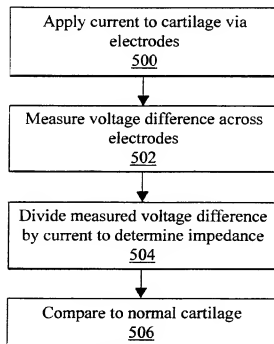 Apply current to cartilage via
electrodes
500
Measure voltage difference across
electrodes
502
Divide measured voltage difference
by current to determine impedance
504
Compare to normal cartilage
506